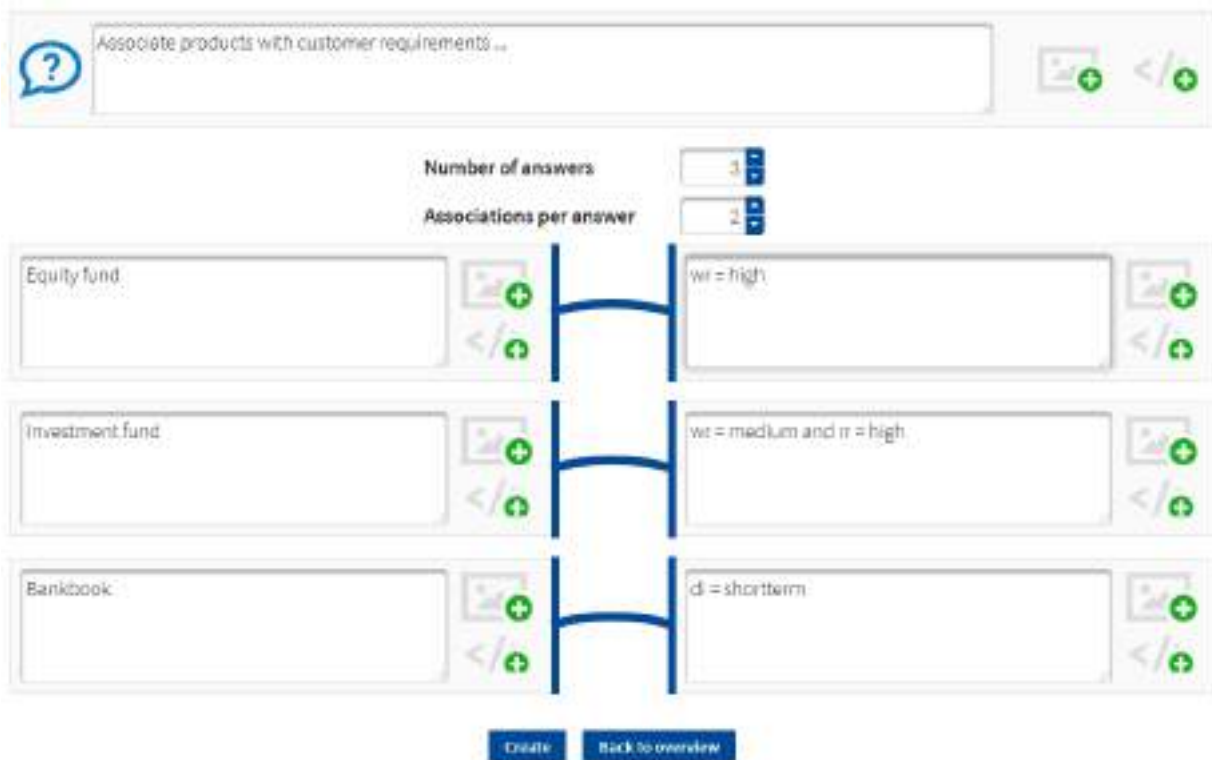 Associate products with customer requirements ...
Number of answers 3
Associations per answer 2
Equity fund
wr = high
Investment fund
wr = medium and rr = high
Bankbook
dl = shortterm
Create Back to overview